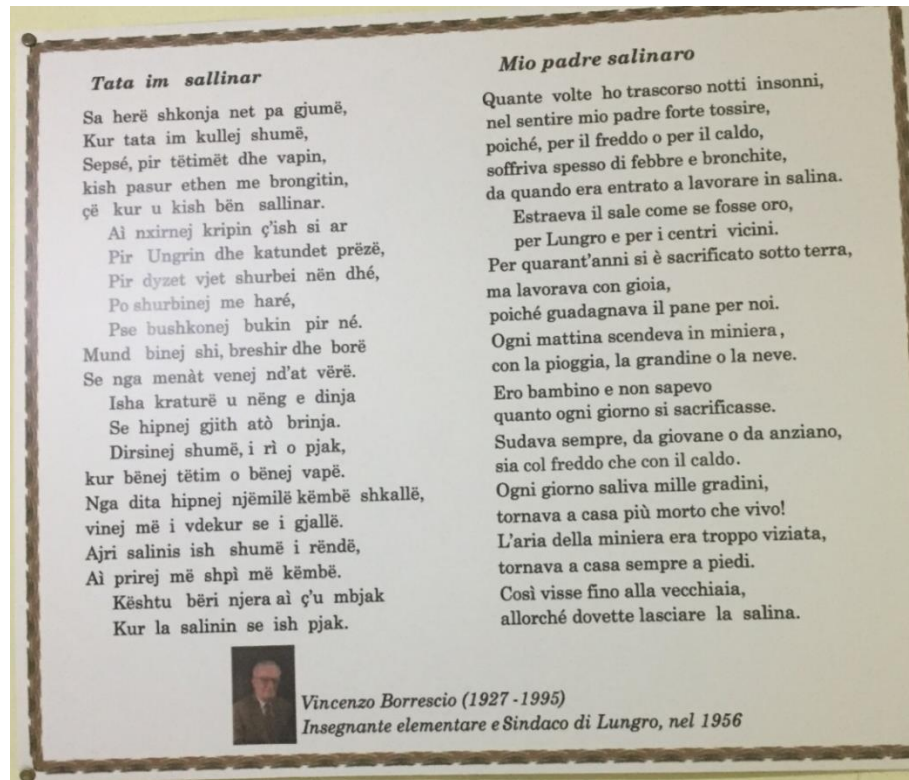 Tata im sallinar
Sa herë shkonja net pa gjumë,
Kur tata im kullej shumë,
Sepsé, pir tëtimët dhe vapin,
kish pasur ethen me brongitin,
çë kur u kish bën sallinar.
Aì nxirnej kripin ç'ish si ar
Pir Ungrin dhe katundet prëzë,
Pir dyzet vjet shurbei nën dhé,
Po shurbinej me haré,
Pse bushkonej bukin pir né.
Mund binej shi, breshir dhe borë
Se nga menàt venej nd'at vërë.
Isha kraturë u nëng e dinja
Se hipnej gjith atò brinja.
Dirsinej shumë, i rì o pjak,
kur bënej tëtim o bënej vapë.
Nga dita hipnej njëmilë këmbë shkallë,
vinej më i vdekur se i gjallë.
Ajri salinis ish shumë i rëndë,
Aì prirej më shpì më këmbë.
Kështu bëri njera aì ç'u mbjak
Kur la salinin se ish pjak.
Mio padre salinaro
Quante volte ho trascorso notti insonni,
nel sentire mio padre forte tossire,
poiché, per il freddo o per il caldo,
soffriva spesso di febbre e bronchite,
da quando era entrato a lavorare in salina.
Estraeva il sale come se fosse oro,
per Lungro e per i centri vicini.
Per quarant'anni si è sacrificato sotto terra,
ma lavorava con gioia,
poiché guadagnava il pane per noi.
Ogni mattina scendeva in miniera,
con la pioggia, la grandine o la neve.
Ero bambino e non sapevo
quanto ogni giorno si sacrificasse.
Sudava sempre, da giovane o da anziano,
sia col freddo che con il caldo.
Ogni giorno saliva mille gradini,
tornava a casa più morto che vivo!
L'aria della miniera era troppo viziata,
tornava a casa sempre a piedi.
Così visse fino alla vecchiaia,
allorché dovette lasciare la salina.
Vincenzo Borrescio (1927 -1995)
Insegnante elementare e Sindaco di Lungro, nel 1956